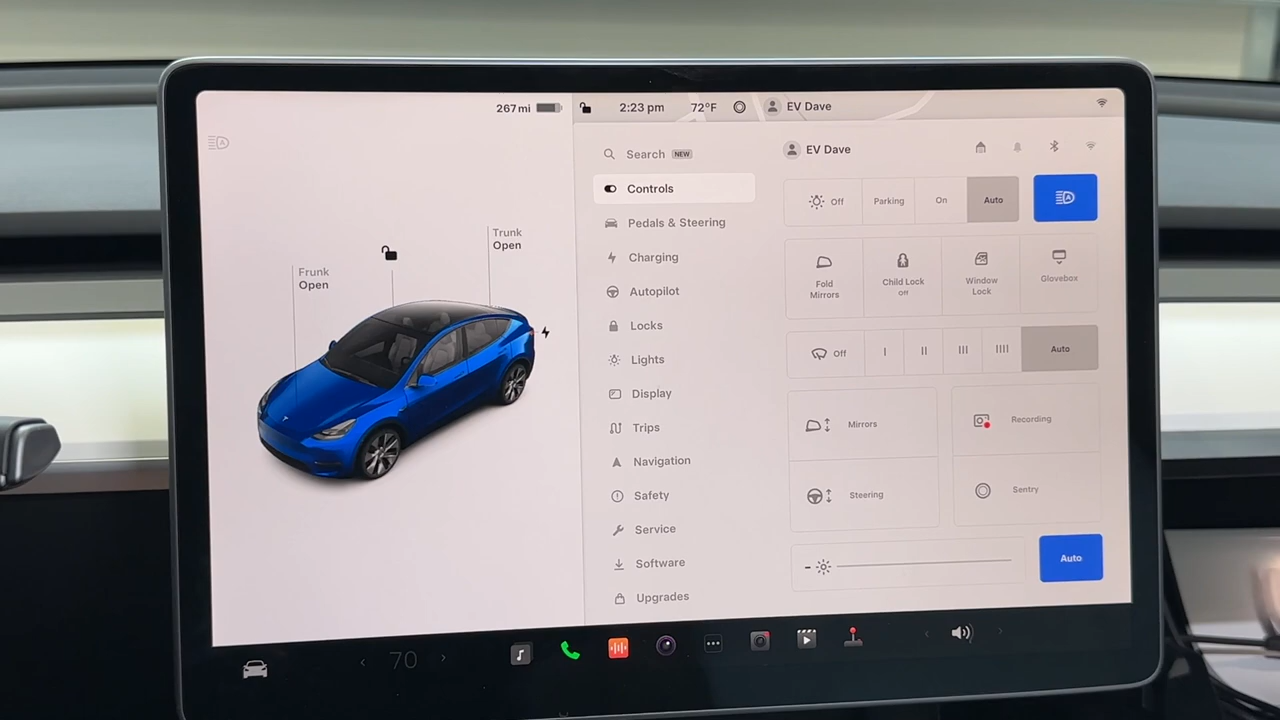 267 mi
2:23 pm
72°F
EV Dave
Trunk
Open
Frunk
Open
Search NEW
Controls
Pedals & Steering
Charging
Autopilot
Locks
Lights
Display
Trips
Navigation
Safety
Service
Software
Upgrades
EV Dave
Off
Parking
On
Auto
A
Fold
Mirrors
Child Lock
Off
Window
Lock
Glovebox
Off
I
II
III
IIII
Auto
Mirrors
Recording
Steering
Sentry
Auto
70